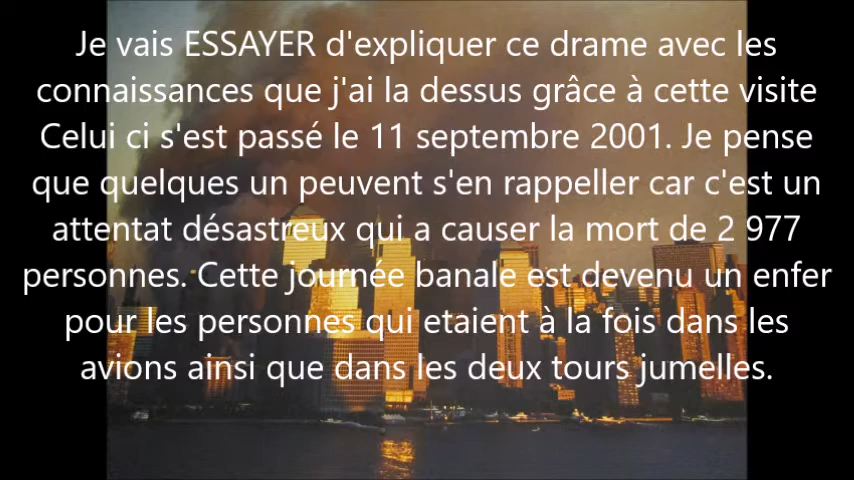 Je vais ESSAYER d'expliquer ce drame avec les
connaissances que j'ai la dessus grâce à cette visite
Celui ci s'est passé le 11 septembre 2001. Je pense
que quelques un peuvent s'en rappeller car c'est un
attentat désastreux qui a causer la mort de 2 977
personnes. Cette journée banale est devenu un enfer
pour les personnes qui etaient à la fois dans les
avions ainsi que dans les deux tours jumelles.